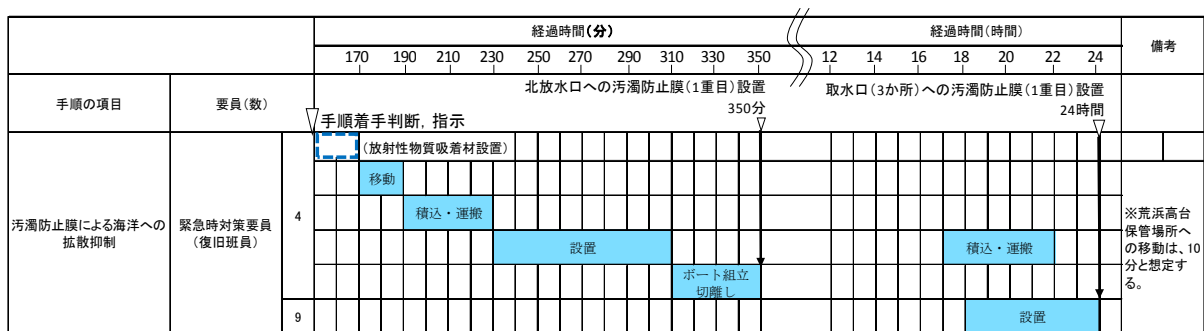 経過時間(分)
経過時間(時間)
備考
170 190 210 230 250 270 290 310 330 350 12 14 16 18 20 22 24
手順の項目
要員(数)
北放水口への汚濁防止膜(1重目)設置
350分
取水口(3か所)への汚濁防止膜(1重目)設置
24時間
手順着手判断，指示
(放射性物質吸着材設置)
汚濁防止膜による海洋への
拡散抑制
緊急時対策要員
(復旧班員)
4
移動
積込・運搬
設置
ボート組立
切離し
積込・運搬
9
設置
※荒浜高台
保管場所へ
の移動は、10
分と想定す
る。